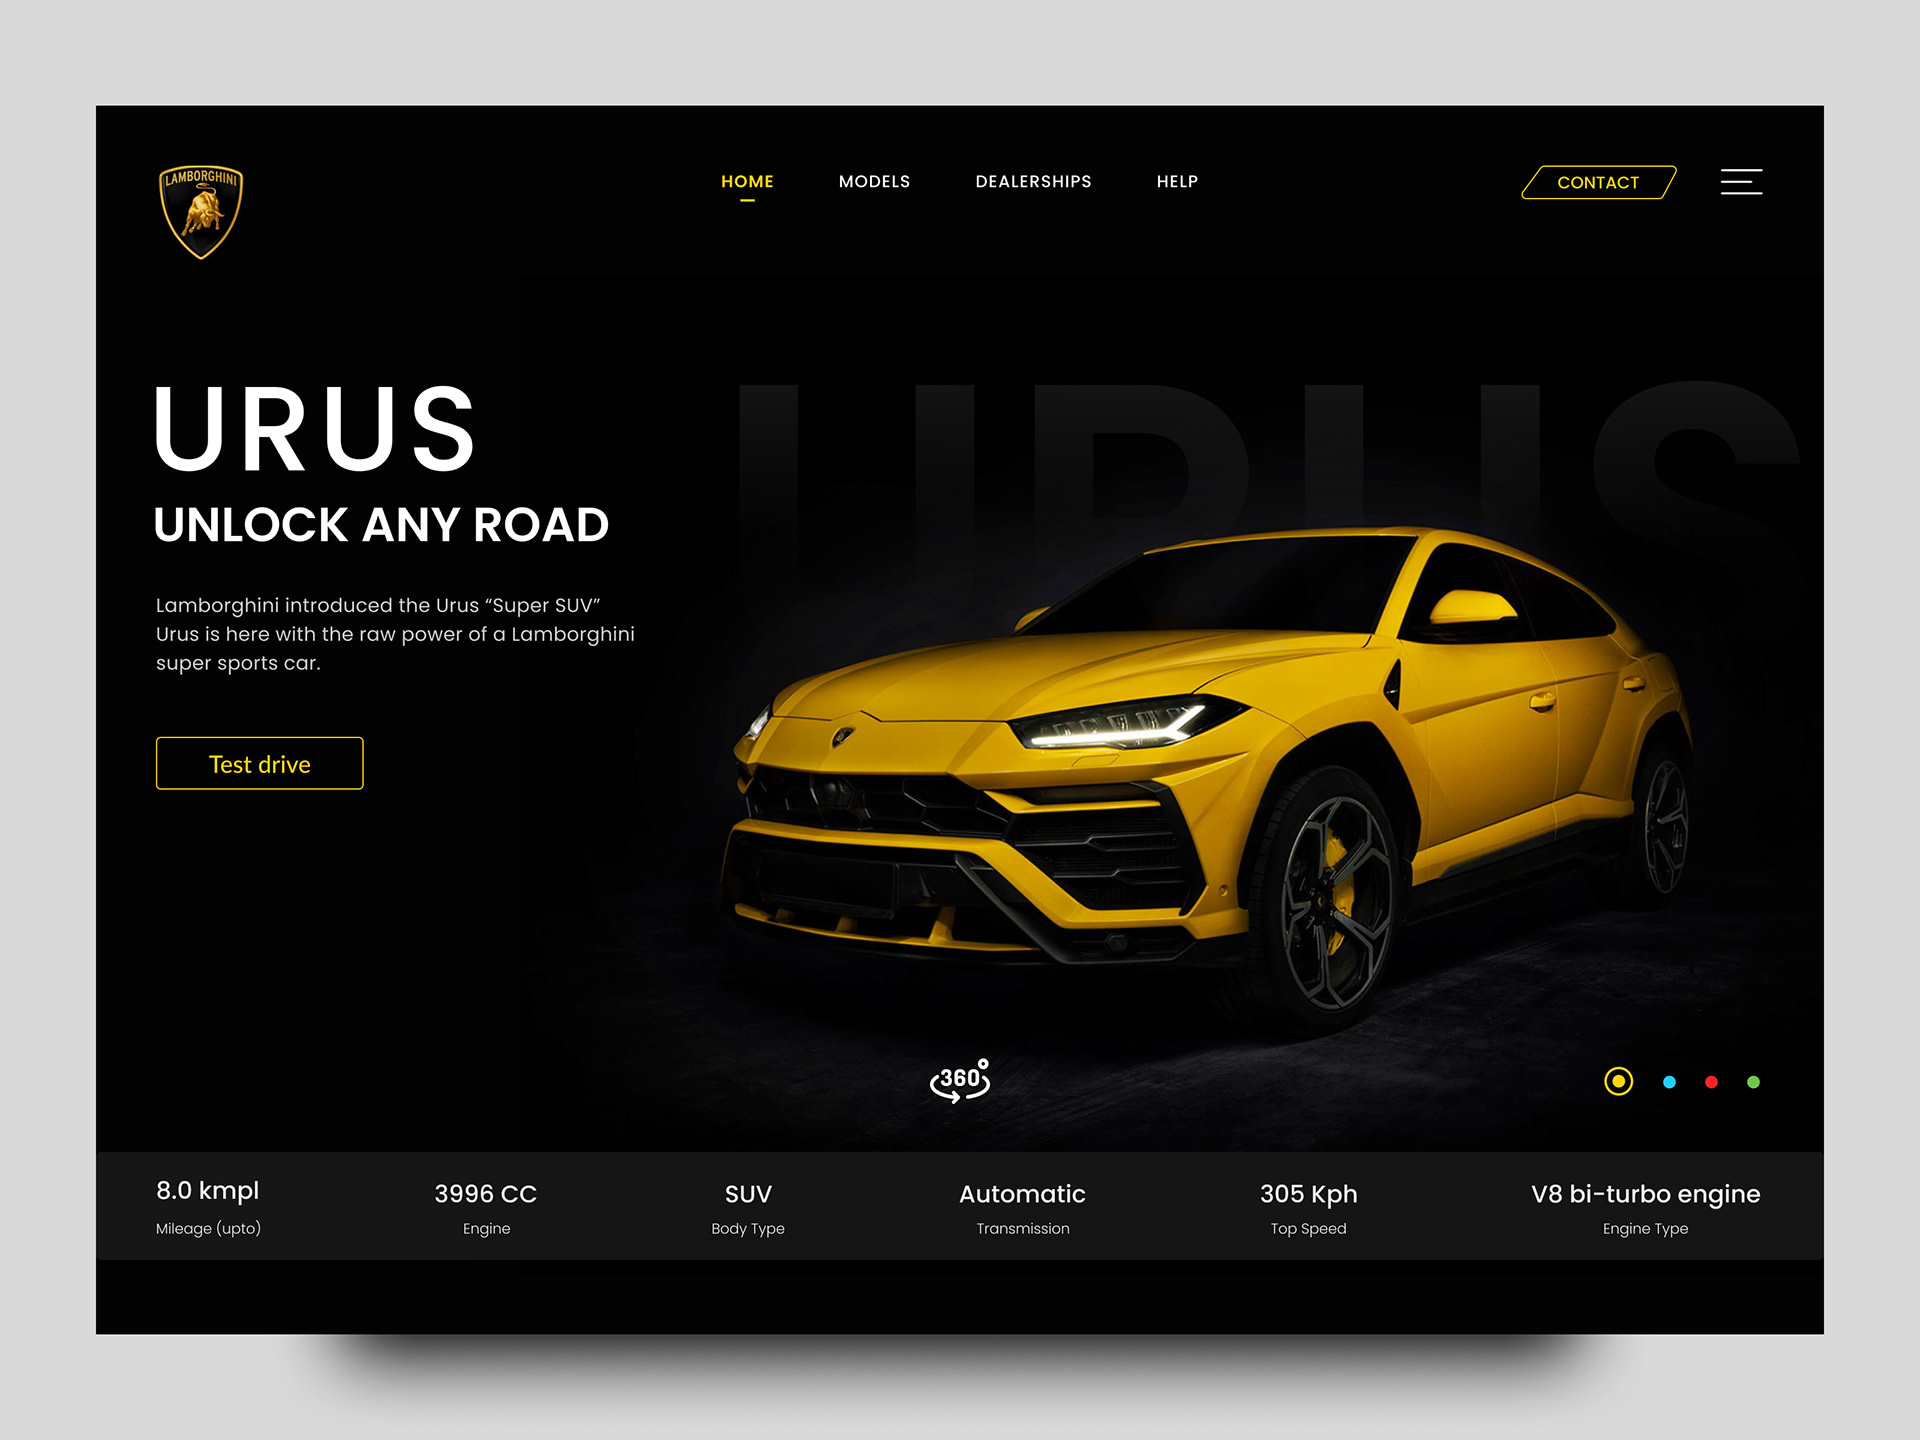 LAMBORGHINI
HOME
MODELS
DEALERSHIPS
HELP
CONTACT
URUS
URUS
UNLOCK ANY ROAD
Lamborghini introduced the Urus “Super SUV”
Urus is here with the raw power of a Lamborghini
super sports car.
Test drive
360°
8.0 kmpl
Mileage (upto)
3996 CC
Engine
SUV
Body Type
Automatic
Transmission
305 Kph
Top Speed
V8 bi-turbo engine
Engine Type